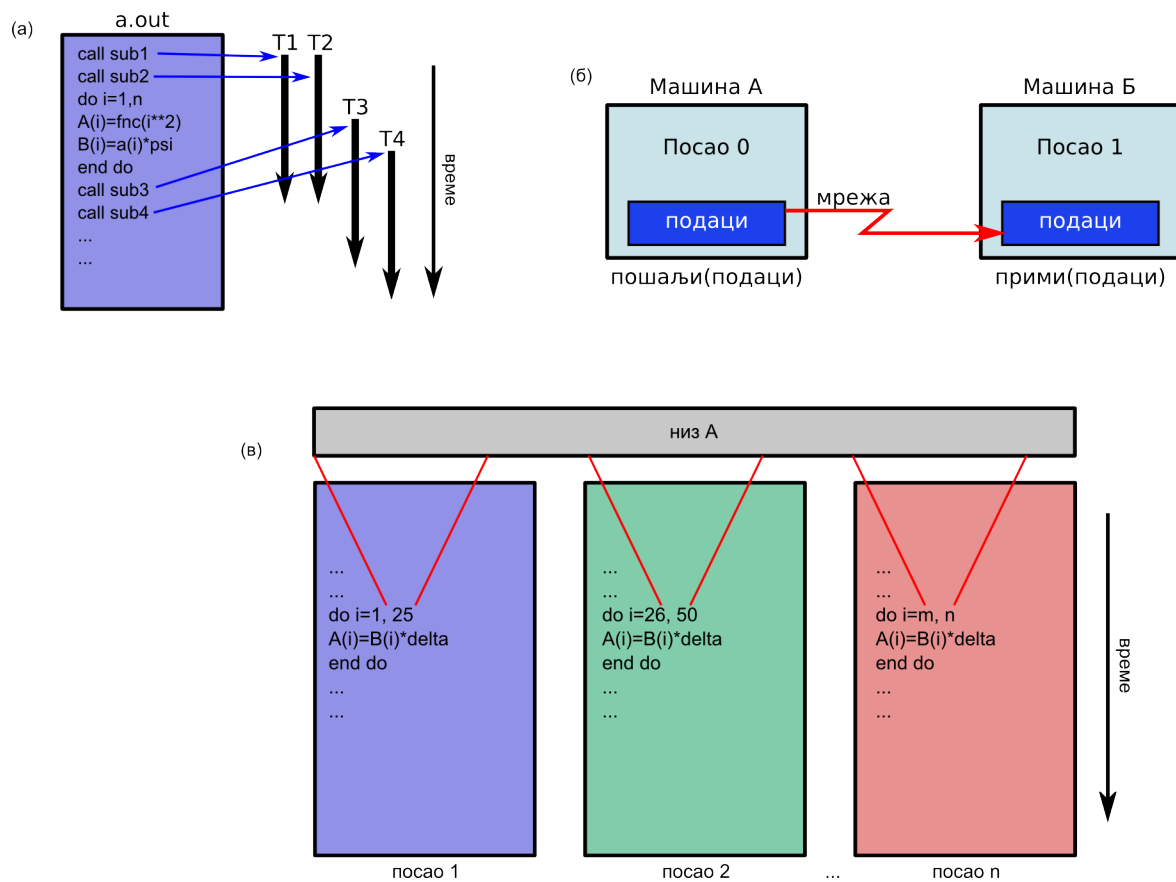 (а)
a.out
call sub1
call sub2
do i=1,n
A(i)=fnc(i**2)
B(i)=a(i)*psi
end do
call sub3
call sub4
...
...
T1
T2
T3
T4
време
(б)
Машина А
Машина Б
Посао 0
Посао 1
мрежа
подаци
подаци
пошаљи(подаци)
прими(подаци)
(в)
низ А
...
...
do i=1, 25
A(i)=B(i)*delta
end do
...
...
посао 1
...
...
do i=26, 50
A(i)=B(i)*delta
end do
...
...
посао 2
...
...
...
do i=m, n
A(i)=B(i)*delta
end do
...
...
посао n
време